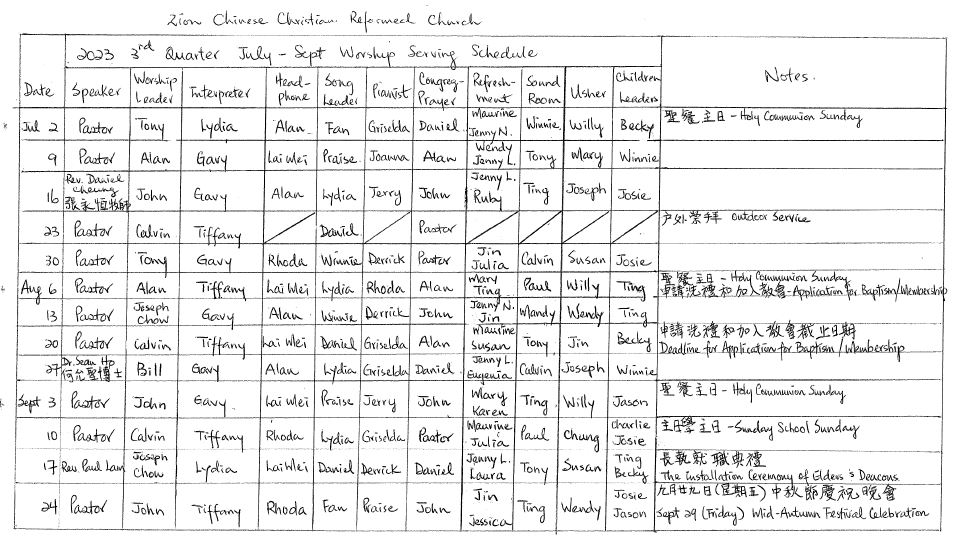 Zion Chinese Christian Reformed Church
2023 3rd Quarter July - Sept Worship Serving Schedule
Date Speaker Worship Leader Interpreter Head-phone Song Leader Pianist Congreg-Prayer Refresh-ment Sound Room Usher Children Leaders Notes.
Jul 2 Pastor Tony Lydia Alan Fan Griselda Daniel Maurine Jenny N. Winnie Willy Becky 聖餐主日 - Holy Communion Sunday
9 Pastor Alan Gavy Lai Wei Praise Joanna Alan Wendy Jenny L. Tony Mary Winnie
16 Rev. Daniel Cheung 張永恒牧師 John Gavy Alan Lydia Jerry John Jenny L. Ruby Ting Joseph Josie
23 Pastor Calvin Tiffany Daniel Pastor 户外崇拜 Outdoor Service
30 Pastor Tony Gavy Rhoda Winnie Derrick Pastor Jin Julia Calvin Susan Josie
Aug 6 Pastor Alan Tiffany Lai Wei Lydia Rhoda Alan Mary Ting Paul Willy Ting 聖餐主日 - Holy Communion Sunday
申請洗禮和加入教會 - Application for Baptism/Membership
13 Joseph Chow Gavy Alan Winnie Derrick John Jenny N. Jin Mandy Wendy Ting
20 Pastor Calvin Tiffany Lai Wei Daniel Griselda Alan Maurine Susan Tony Jin Becky 申請洗禮和加入教會截止日期
Deadline for Application for Baptism / Membership
27 Dr. Sean Ho 何允聖博士 Bill Gavy Alan Lydia Griselda Daniel Jenny L. Eugenia Calvin Joseph Winnie
Sept 3 Pastor John Gavy Lai Wei Praise Jerry John Mary Karen Ting Willy Jason 聖餐主日 - Holy Communion Sunday
10 Pastor Calvin Tiffany Rhoda Lydia Griselda Pastor Maurine Julia Paul Chung Charlie Josie 主日學主日 - Sunday School Sunday
17 Rev. Paul Lam Joseph Chow Lydia Lai Wei Daniel Derrick Daniel Jenny L. Laura Tony Susan Ting Becky 長執就職典禮
The installation Ceremony of Elders & Deacons
24 Pastor John Tiffany Rhoda Fan Praise John Jin Jessica Ting Wendy Josie Jason 九月廿九日(星期五) 中秋節慶祝晚會
Sept 29 (Friday) Mid-Autumn Festival Celebration